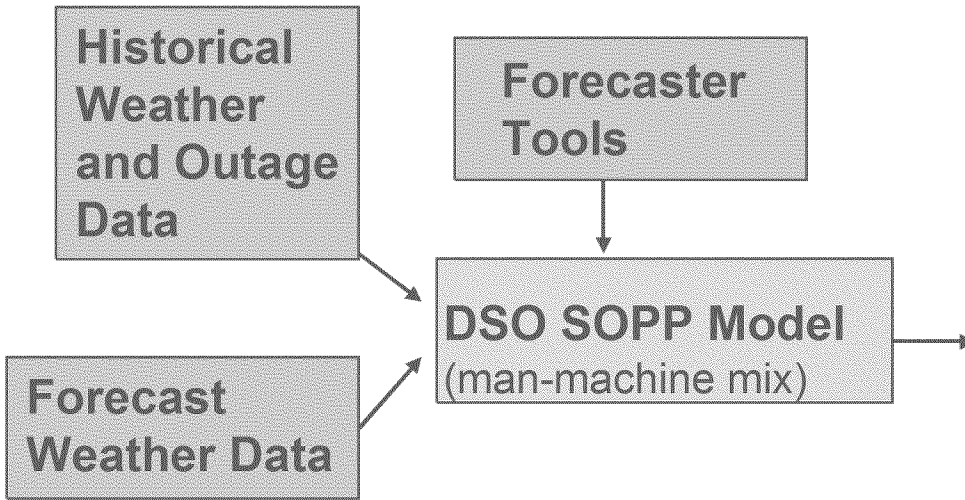 Historical
Weather
and Outage
Data
Forecaster
Tools
DSO SOPP Model
(man-machine mix)
Forecast
Weather Data